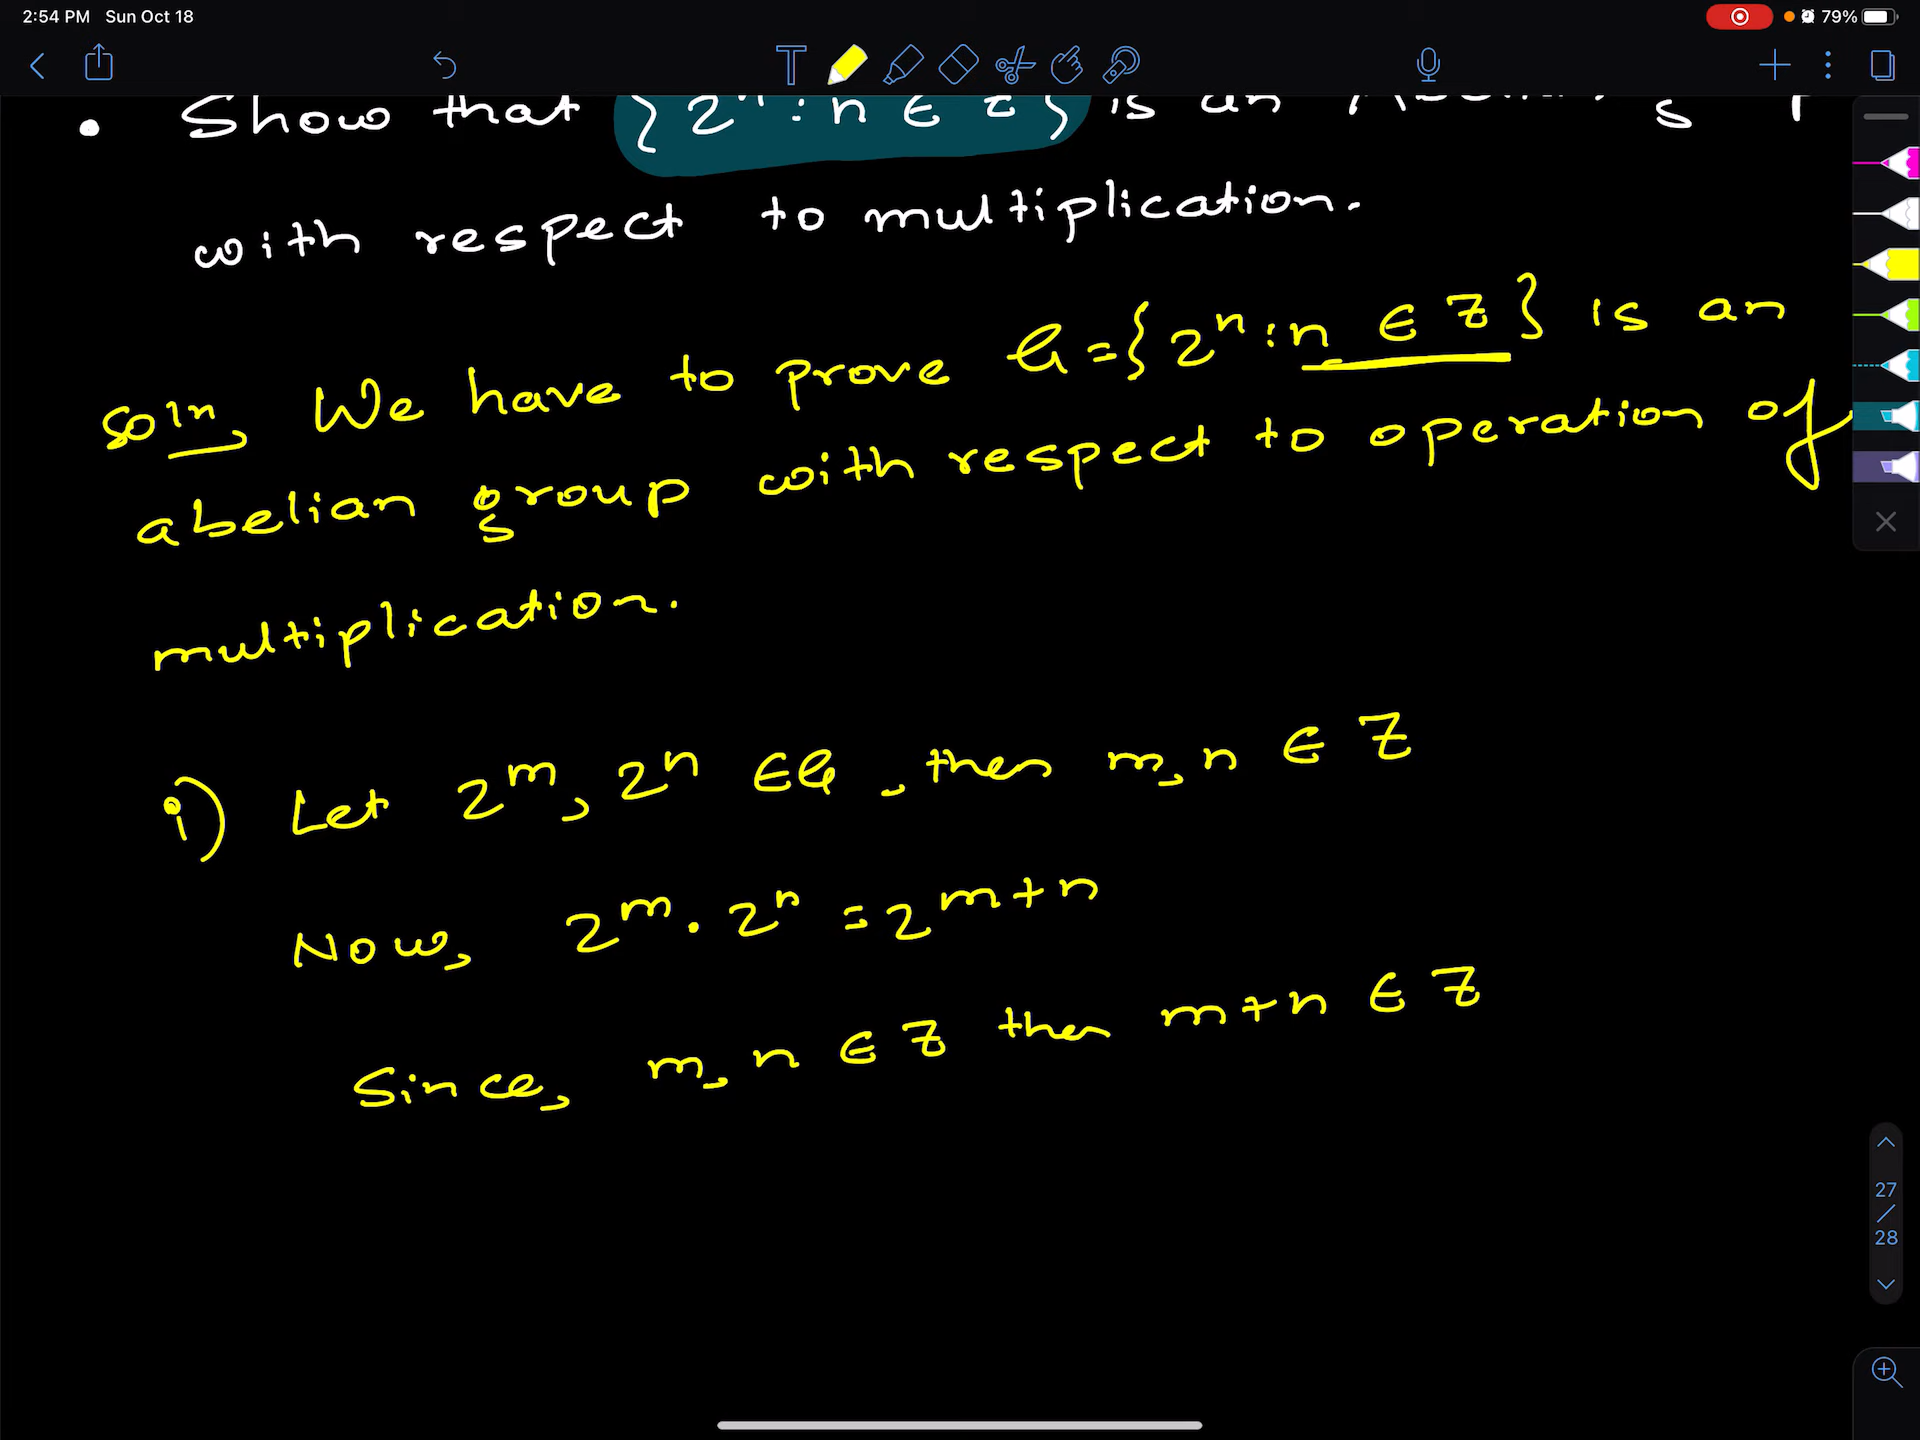 2:54 PM Sun Oct 18
79%
• Show that {2ⁿ : n ∈ Z} is an
with respect to multiplication.
soln, We have to prove G = {2ⁿ : n ∈ Z} is an
abelian group with respect to operation of
multiplication.
i) Let 2ᵐ, 2ⁿ ∈ G, then m, n ∈ Z
Now, 2ᵐ · 2ⁿ = 2ᵐ⁺ⁿ
Since, m, n ∈ Z then m+n ∈ Z
27
/
28